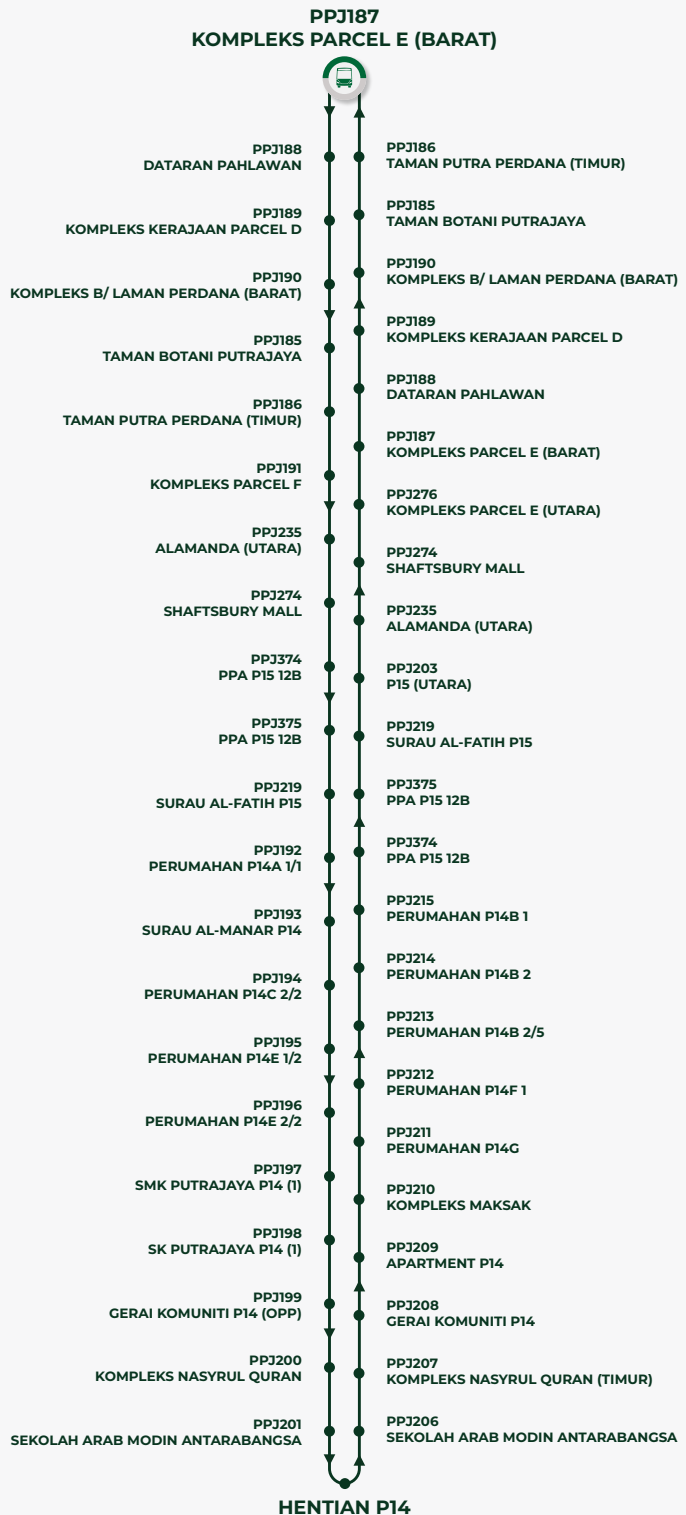 PPJ187
KOMPLEKS PARCEL E (BARAT)
PPJ188
DATARAN PAHLAWAN
PPJ189
KOMPLEKS KERAJAAN PARCEL D
PPJ190
KOMPLEKS B/ LAMAN PERDANA (BARAT)
PPJ185
TAMAN BOTANI PUTRAJAYA
PPJ186
TAMAN PUTRA PERDANA (TIMUR)
PPJ191
KOMPLEKS PARCEL F
PPJ235
ALAMANDA (UTARA)
PPJ274
SHAFTSBURY MALL
PPJ374
PPA P15 12B
PPJ375
PPA P15 12B
PPJ219
SURAU AL-FATIH P15
PPJ192
PERUMAHAN P14A 1/1
PPJ193
SURAU AL-MANAR P14
PPJ194
PERUMAHAN P14C 2/2
PPJ195
PERUMAHAN P14E 1/2
PPJ196
PERUMAHAN P14E 2/2
PPJ197
SMK PUTRAJAYA P14 (1)
PPJ198
SK PUTRAJAYA P14 (1)
PPJ199
GERAI KOMUNITI P14 (OPP)
PPJ200
KOMPLEKS NASYRUL QURAN
PPJ201
SEKOLAH ARAB MODIN ANTARABANGSA
PPJ186
TAMAN PUTRA PERDANA (TIMUR)
PPJ185
TAMAN BOTANI PUTRAJAYA
PPJ190
KOMPLEKS B/ LAMAN PERDANA (BARAT)
PPJ189
KOMPLEKS KERAJAAN PARCEL D
PPJ188
DATARAN PAHLAWAN
PPJ187
KOMPLEKS PARCEL E (BARAT)
PPJ276
KOMPLEKS PARCEL E (UTARA)
PPJ274
SHAFTSBURY MALL
PPJ235
ALAMANDA (UTARA)
PPJ203
P15 (UTARA)
PPJ219
SURAU AL-FATIH P15
PPJ375
PPA P15 12B
PPJ374
PPA P15 12B
PPJ215
PERUMAHAN P14B 1
PPJ214
PERUMAHAN P14B 2
PPJ213
PERUMAHAN P14B 2/5
PPJ212
PERUMAHAN P14F 1
PPJ211
PERUMAHAN P14G
PPJ210
KOMPLEKS MAKSAK
PPJ209
APARTMENT P14
PPJ208
GERAI KOMUNITI P14
PPJ207
KOMPLEKS NASYRUL QURAN (TIMUR)
PPJ206
SEKOLAH ARAB MODIN ANTARABANGSA
HENTIAN P14